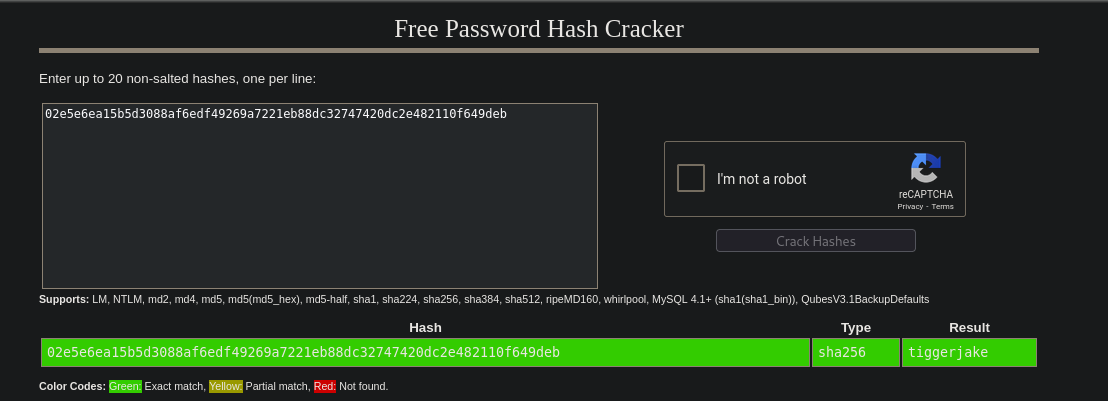 Free Password Hash Cracker
Enter up to 20 non-salted hashes, one per line:
02e5e6ea15b5d3088af6edf49269a7221eb88dc32747420dc2e482110f649deb
I'm not a robot
reCAPTCHA
Privacy - Terms
Crack Hashes
Supports: LM, NTLM, md2, md4, md5, md5(md5_hex), md5-half, sha1, sha224, sha256, sha384, sha512, ripeMD160, whirlpool, MySQL 4.1+ (sha1(sha1_bin)), QubesV3.1BackupDefaults
Hash Type Result
02e5e6ea15b5d3088af6edf49269a7221eb88dc32747420dc2e482110f649deb sha256 tiggerjake
Color Codes: Green: Exact match, Yellow: Partial match, Red: Not found.